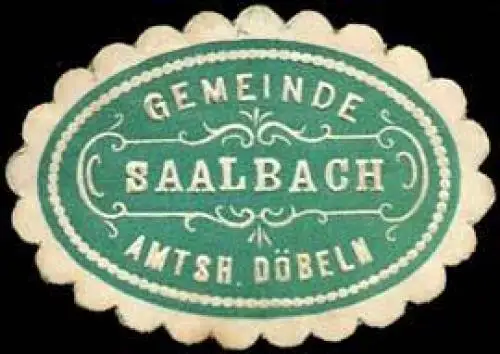 GEMEINDE
SAALBACH
AMTSH. DÖBELN